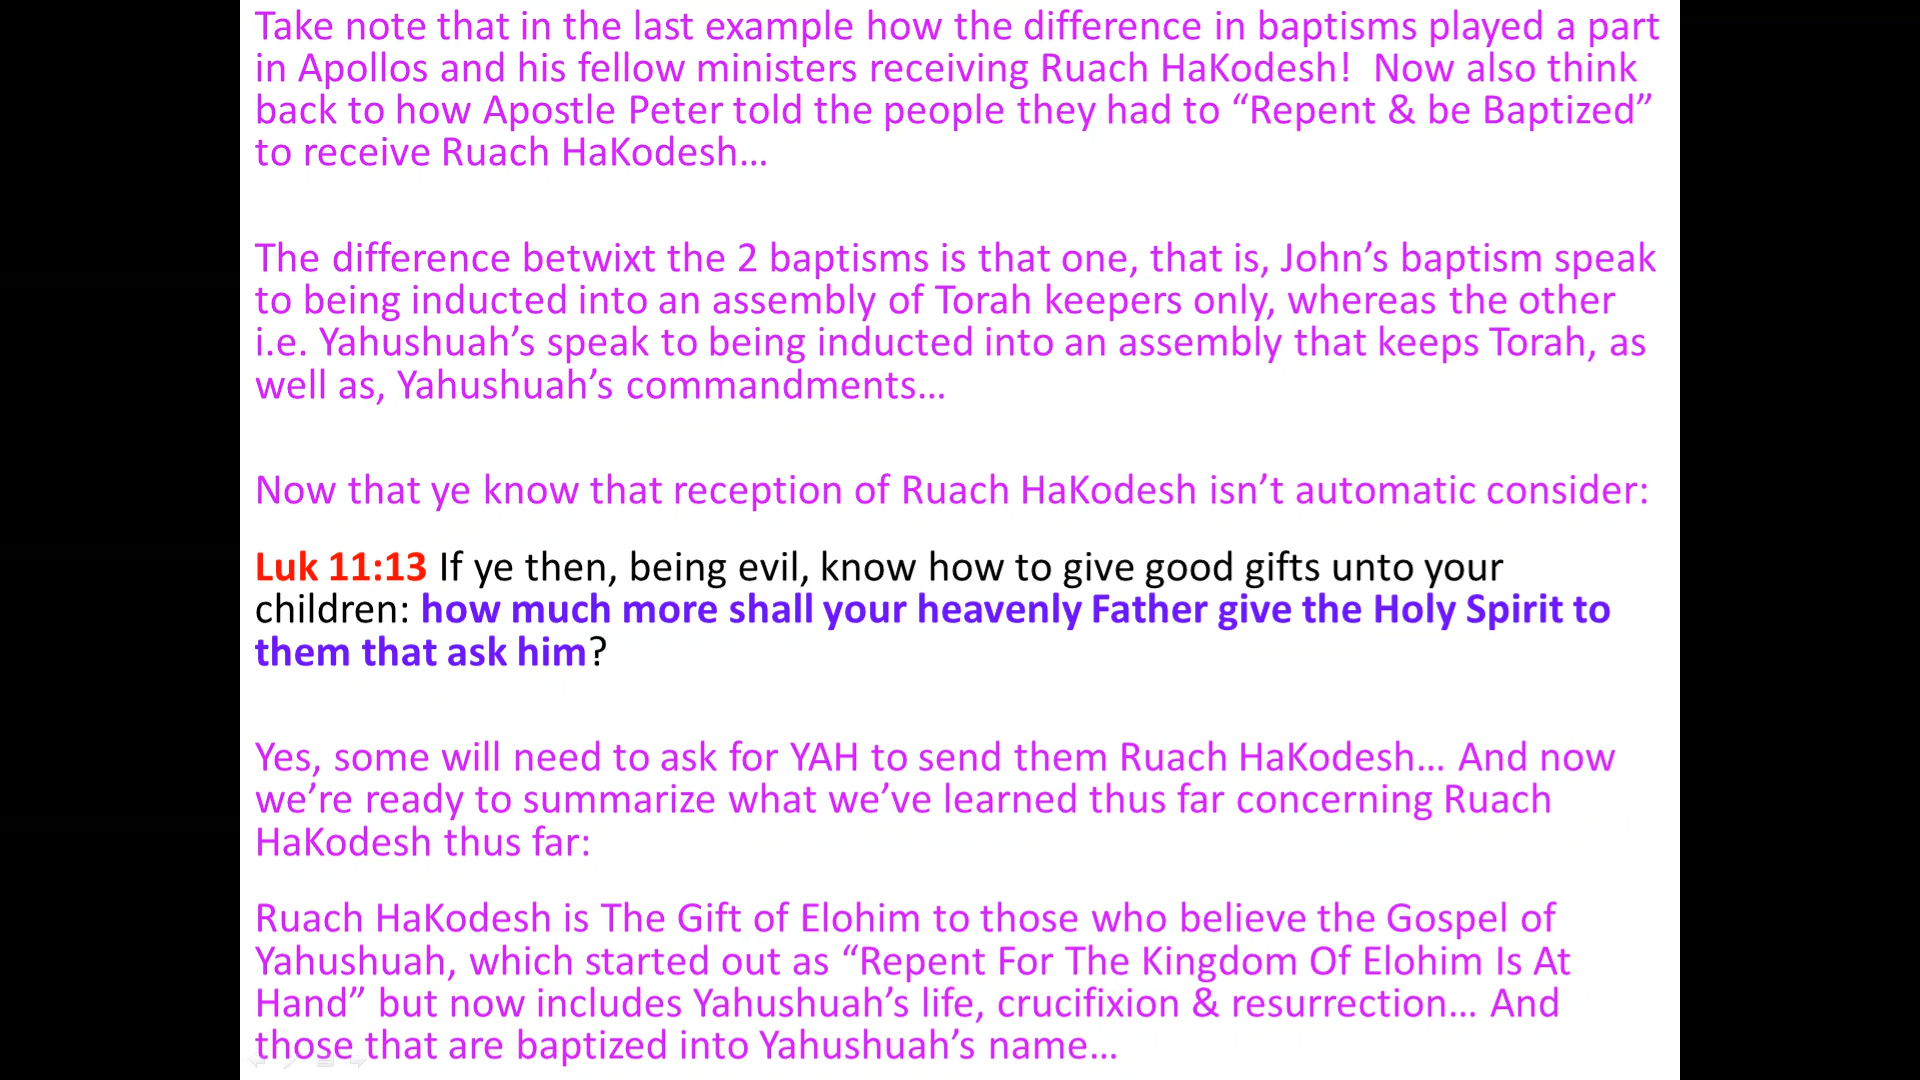 Take note that in the last example how the difference in baptisms played a part
in Apollos and his fellow ministers receiving Ruach HaKodesh!  Now also think
back to how Apostle Peter told the people they had to “Repent & be Baptized”
to receive Ruach HaKodesh…
The difference betwixt the 2 baptisms is that one, that is, John’s baptism speak
to being inducted into an assembly of Torah keepers only, whereas the other
i.e. Yahushuah’s speak to being inducted into an assembly that keeps Torah, as
well as, Yahushuah’s commandments…
Now that ye know that reception of Ruach HaKodesh isn’t automatic consider:
Luk 11:13 If ye then, being evil, know how to give good gifts unto your
children: how much more shall your heavenly Father give the Holy Spirit to
them that ask him?
Yes, some will need to ask for YAH to send them Ruach HaKodesh… And now
we’re ready to summarize what we’ve learned thus far concerning Ruach
HaKodesh thus far:
Ruach HaKodesh is The Gift of Elohim to those who believe the Gospel of
Yahushuah, which started out as “Repent For The Kingdom Of Elohim Is At
Hand” but now includes Yahushuah’s life, crucifixion & resurrection… And
those that are baptized into Yahushuah’s name…